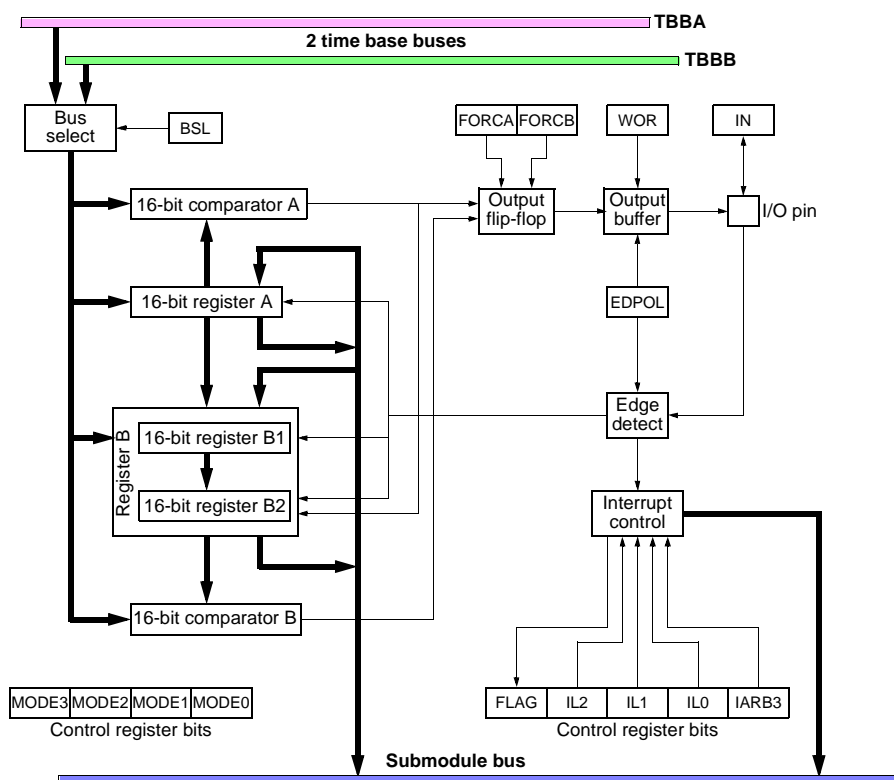 TBBA
2 time base buses
TBBB
Bus
select
BSL
FORCA FORCB
WOR
IN
16-bit comparator A
Output
flip-flop
Output
buffer
I/O pin
16-bit register A
EDPOL
Edge
detect
Register B
16-bit register B1
16-bit register B2
Interrupt
control
16-bit comparator B
MODE3 MODE2 MODE1 MODE0
Control register bits
FLAG IL2 IL1 IL0 IARB3
Control register bits
Submodule bus